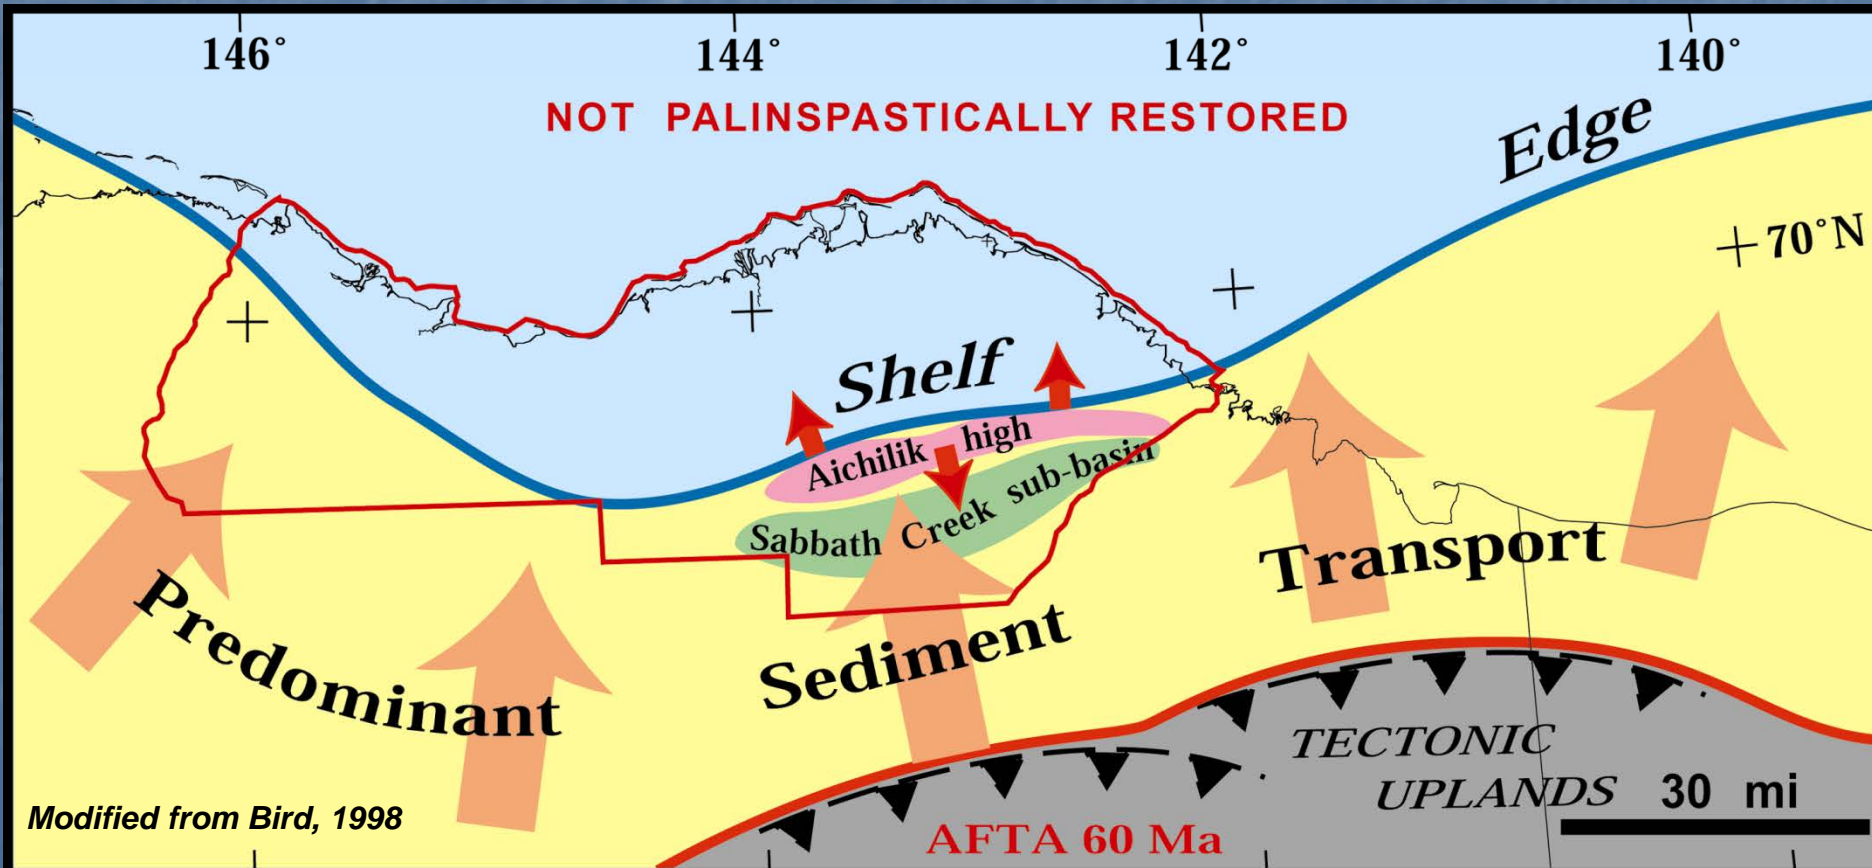 146°
144°
142°
140°
NOT PALINSPASTICALLY RESTORED
Edge
70°N
Shelf
Aichilik high
Sabbath Creek sub-basin
Predominant
Sediment
Transport
TECTONIC
UPLANDS
30 mi
Modified from Bird, 1998
AFTA 60 Ma